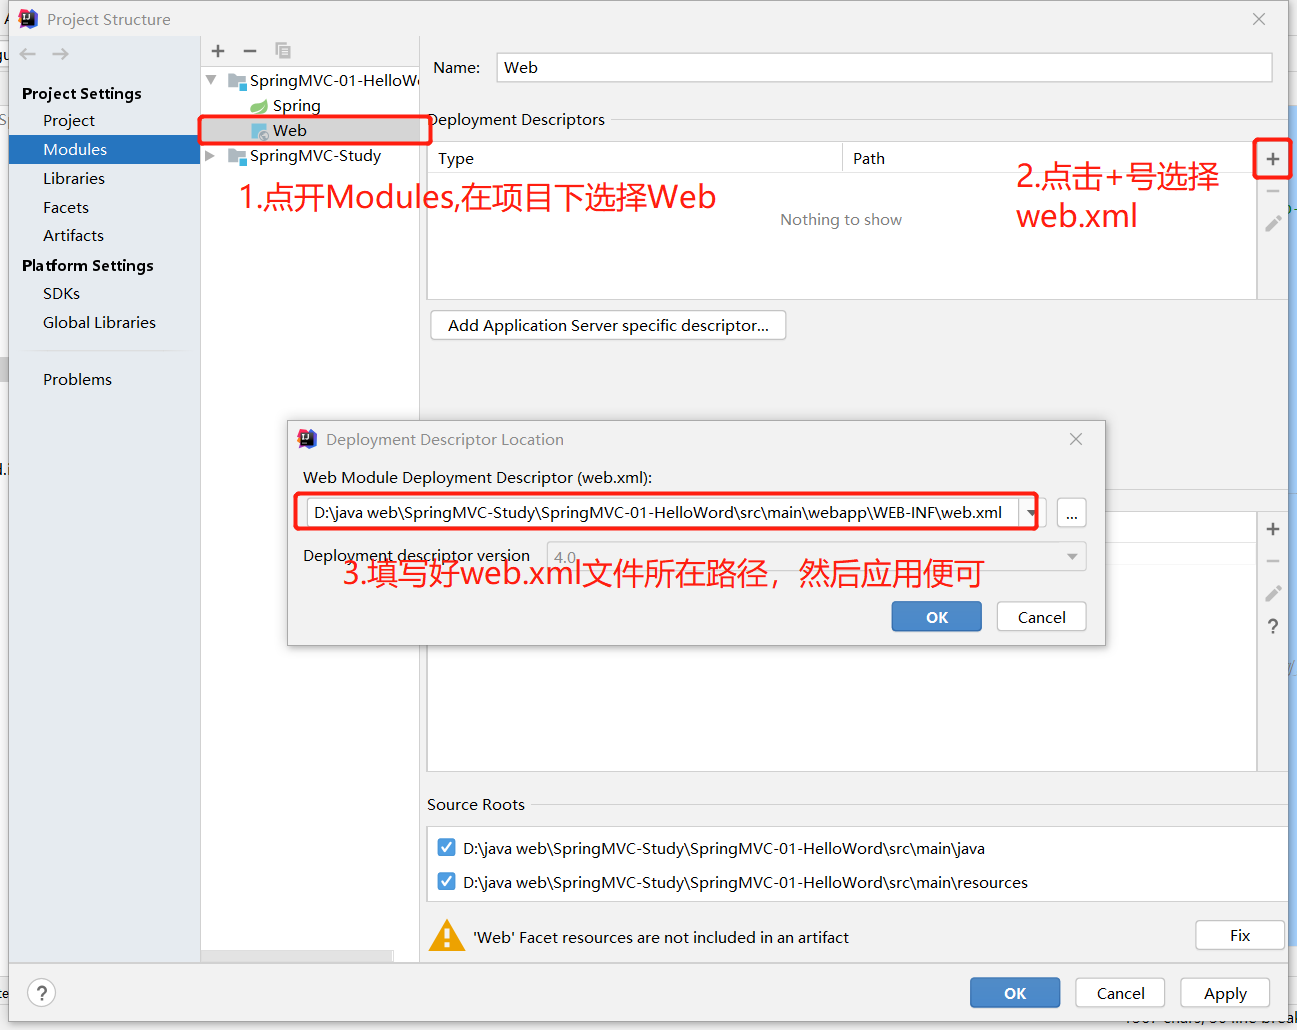 Project Structure
Project Settings
Project
Modules
Libraries
Facets
Artifacts
Platform Settings
SDKs
Global Libraries
Problems
SpringMVC-01-HelloWo
Spring
Web
SpringMVC-Study
1.点开Modules,在项目下选择Web
Name:
Web
Deployment Descriptors
Type
Path
Nothing to show
2.点击+号选择
web.xml
Add Application Server specific descriptor...
Deployment Descriptor Location
Web Module Deployment Descriptor (web.xml):
D:\java web\SpringMVC-Study\SpringMVC-01-HelloWord\src\main\webapp\WEB-INF\web.xml
...
Deployment descriptor version
4.0
3.填写好web.xml文件所在路径，然后应用便可
OK
Cancel
Source Roots
D:\java web\SpringMVC-Study\SpringMVC-01-HelloWord\src\main\java
D:\java web\SpringMVC-Study\SpringMVC-01-HelloWord\src\main\resources
'Web' Facet resources are not included in an artifact
Fix
?
OK
Cancel
Apply